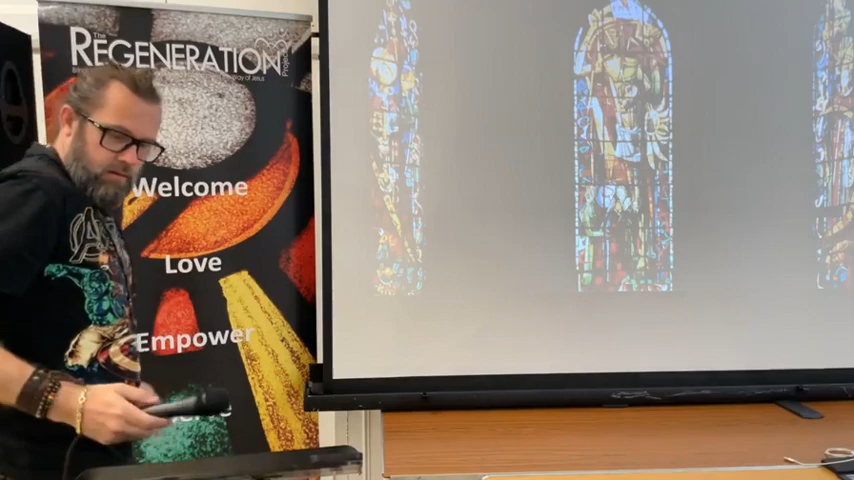 The
REGENERATION
Project
Welcome
Love
Empower